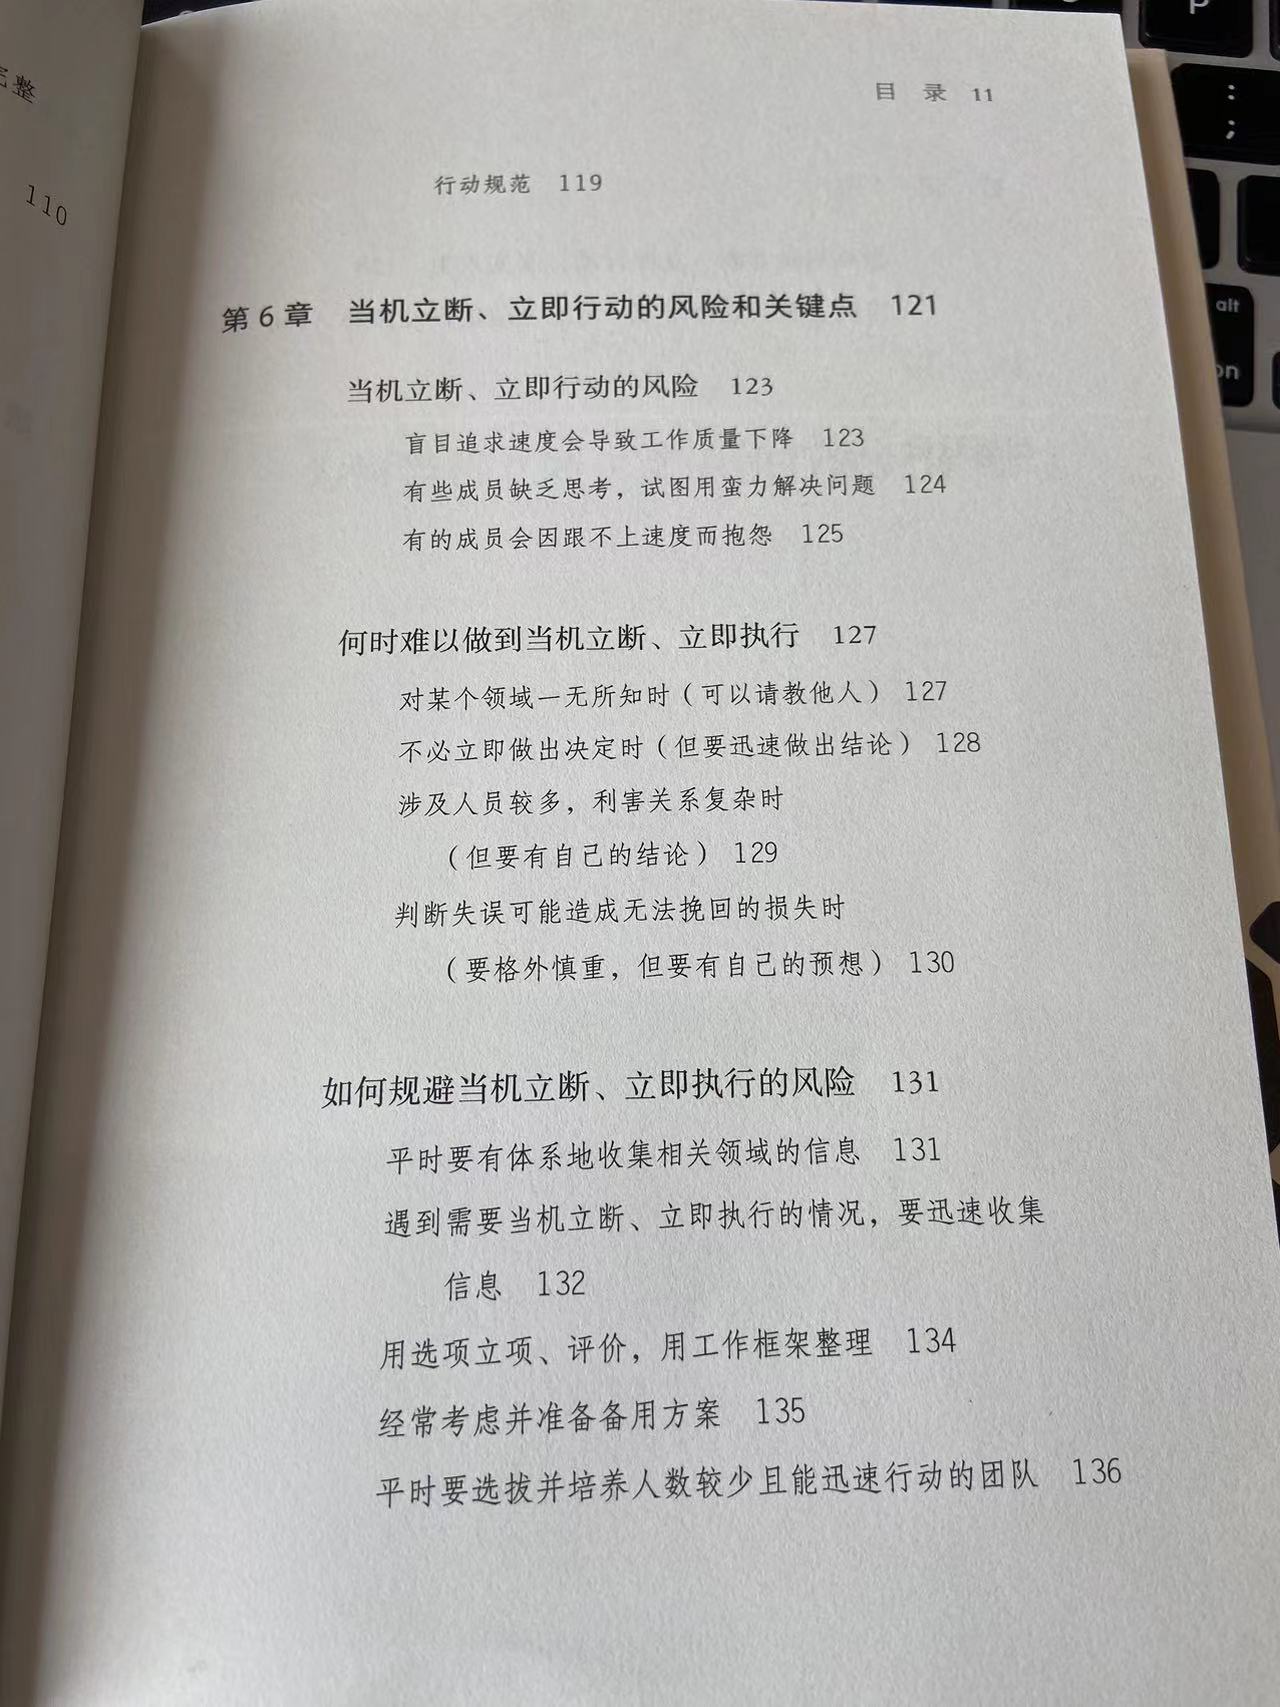 整
110
目 录 11
行动规范 119
第6章 当机立断、立即行动的风险和关键点 121
当机立断、立即行动的风险 123
盲目追求速度会导致工作质量下降 123
有些成员缺乏思考，试图用蛮力解决问题 124
有的成员会因跟不上速度而抱怨 125
何时难以做到当机立断、立即执行 127
对某个领域一无所知时（可以请教他人） 127
不必立即做出决定时（但要迅速做出结论） 128
涉及人员较多，利害关系复杂时
（但要有自己的结论） 129
判断失误可能造成无法挽回的损失时
（要格外慎重，但要有自己的预想） 130
如何规避当机立断、立即执行的风险 131
平时要有体系地收集相关领域的信息 131
遇到需要当机立断、立即执行的情况，要迅速收集
信息 132
用选项立项、评价，用工作框架整理 134
经常考虑并准备备用方案 135
平时要选拔并培养人数较少且能迅速行动的团队 136
P
: ;
alt
on